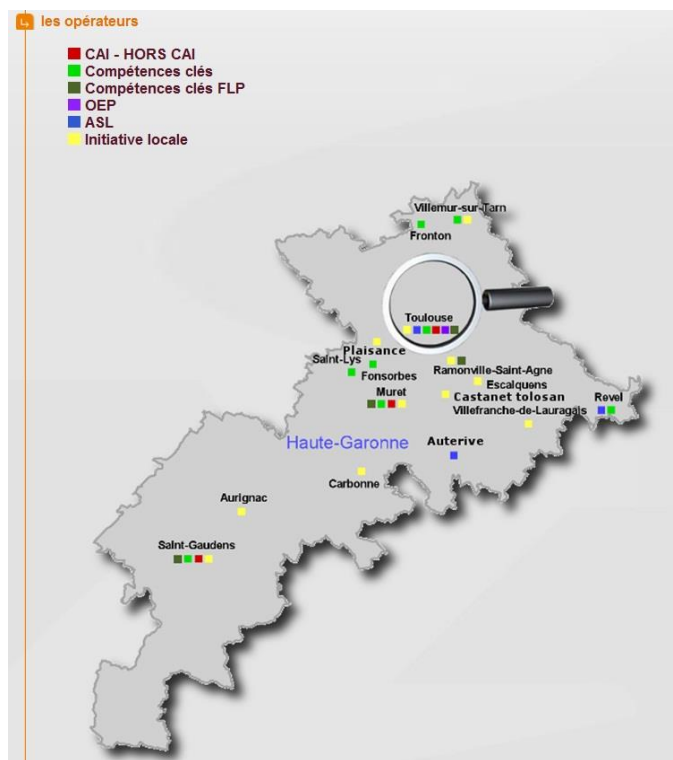 les opérateurs
CAI - HORS CAI
Compétences clés
Compétences clés FLP
OEP
ASL
Initiative locale
Villemur-sur-Tarn
Fronton
Toulouse
Plaisance
Saint-Lys
Fonsorbes
Ramonville-Saint-Agne
Escalquens
Muret
Castanet tolosan
Revel
Villefranche-de-Lauragais
Haute-Garonne
Auterive
Carbonne
Aurignac
Saint-Gaudens